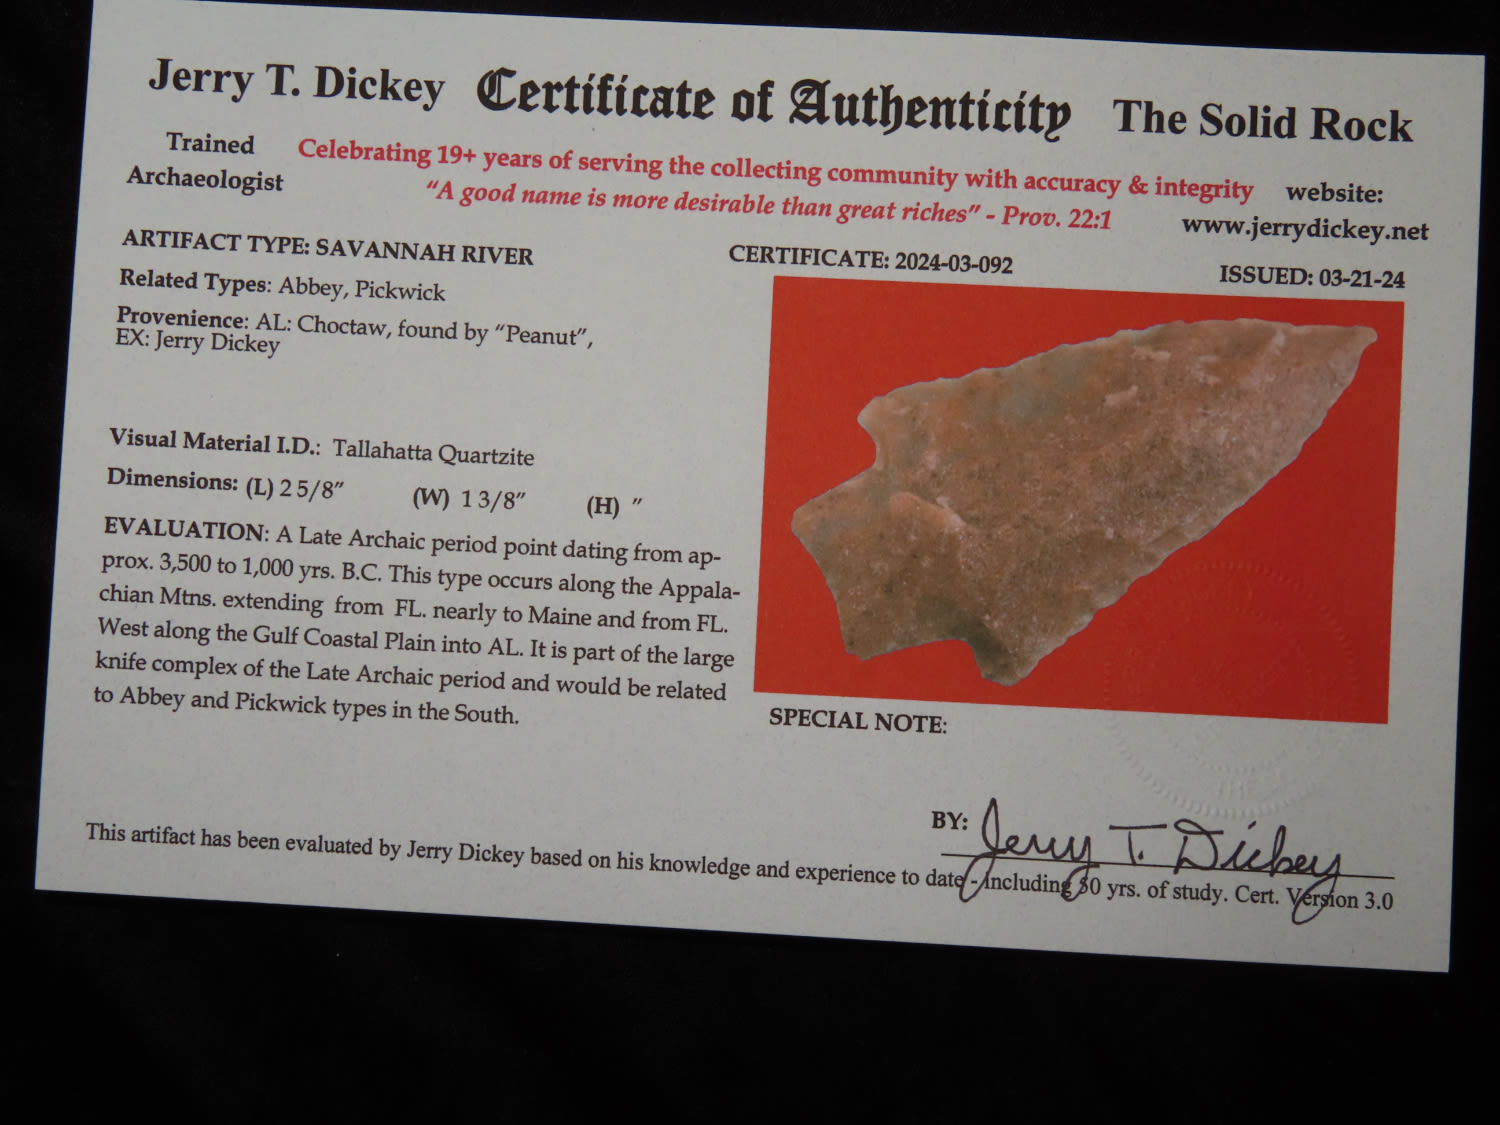 Jerry T. Dickey Certificate of Authenticity The Solid Rock
Trained
Archaeologist
Celebrating 19+ years of serving the collecting community with accuracy & integrity
"A good name is more desirable than great riches" - Prov. 22:1
website:
www.jerrydickey.net
ARTIFACT TYPE: SAVANNAH RIVER
CERTIFICATE: 2024-03-092
ISSUED: 03-21-24
Related Types: Abbey, Pickwick
Provenience: AL: Choctaw, found by "Peanut",
EX: Jerry Dickey
Visual Material I.D.: Tallahatta Quartzite
Dimensions: (L) 2 5/8" (W) 1 3/8" (H) "
EVALUATION: A Late Archaic period point dating from ap-
prox. 3,500 to 1,000 yrs. B.C. This type occurs along the Appala-
chian Mtns. extending from FL. nearly to Maine and from FL.
West along the Gulf Coastal Plain into AL. It is part of the large
knife complex of the Late Archaic period and would be related
to Abbey and Pickwick types in the South.
SPECIAL NOTE:
BY: Jerry T. Dickey
This artifact has been evaluated by Jerry Dickey based on his knowledge and experience to date - including 30 yrs. of study. Cert. Version 3.0